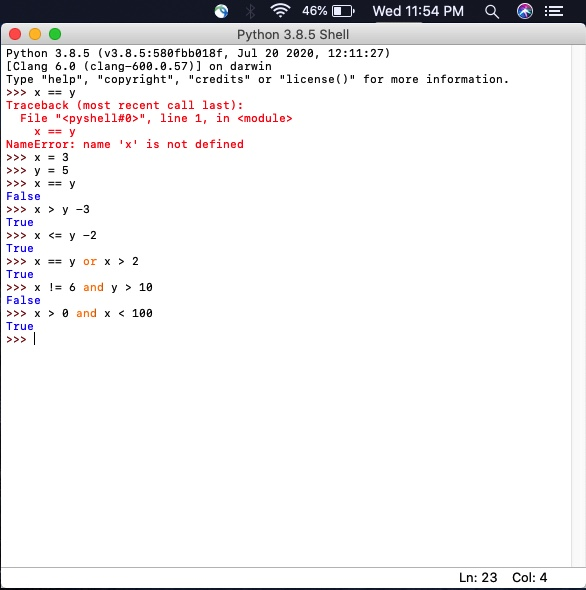 46% Wed 11:54 PM
Python 3.8.5 Shell
Python 3.8.5 (v3.8.5:580fbb018f, Jul 20 2020, 12:11:27)
[Clang 6.0 (clang-600.0.57)] on darwin
Type "help", "copyright", "credits" or "license()" for more information.
>>> x == y
Traceback (most recent call last):
  File "<pyshell#0>", line 1, in <module>
    x == y
NameError: name 'x' is not defined
>>> x = 3
>>> y = 5
>>> x == y
False
>>> x > y -3
True
>>> x <= y -2
True
>>> x == y or x > 2
True
>>> x != 6 and y > 10
False
>>> x > 0 and x < 100
True
>>>
Ln: 23 Col: 4